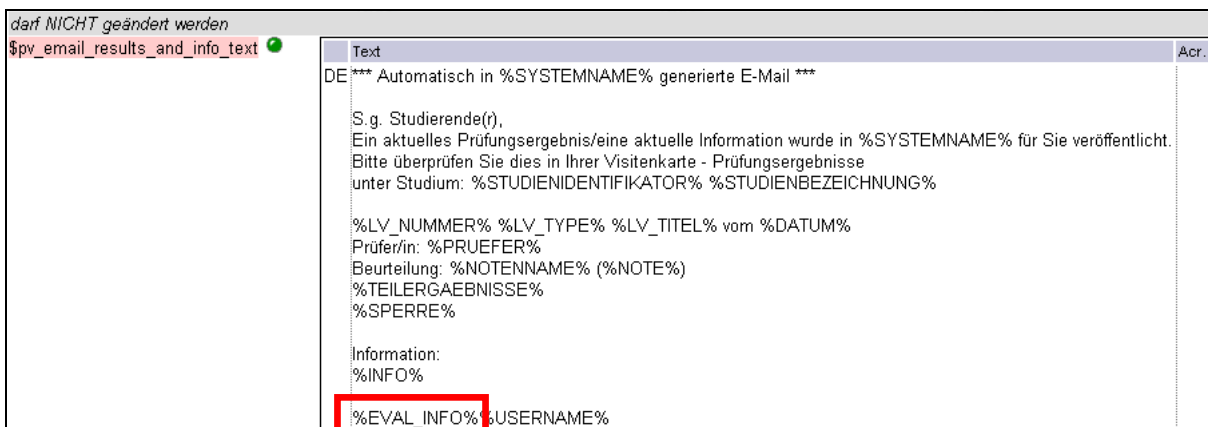 darf NICHT geändert werden
$pv_email_results_and_info_text
Text Acr.
DE *** Automatisch in %SYSTEMNAME% generierte E-Mail ***
S.g. Studierende(r),
Ein aktuelles Prüfungsergebnis/eine aktuelle Information wurde in %SYSTEMNAME% für Sie veröffentlicht.
Bitte überprüfen Sie dies in Ihrer Visitenkarte - Prüfungsergebnisse
unter Studium: %STUDIENIDENTIFIKATOR% %STUDIENBEZEICHNUNG%
%LV_NUMMER% %LV_TYPE% %LV_TITEL% vom %DATUM%
Prüfer/in: %PRUEFER%
Beurteilung: %NOTENNAME% (%NOTE%)
%TEILERGAEBNISSE%
%SPERRE%
Information:
%INFO%
%EVAL_INFO%%USERNAME%